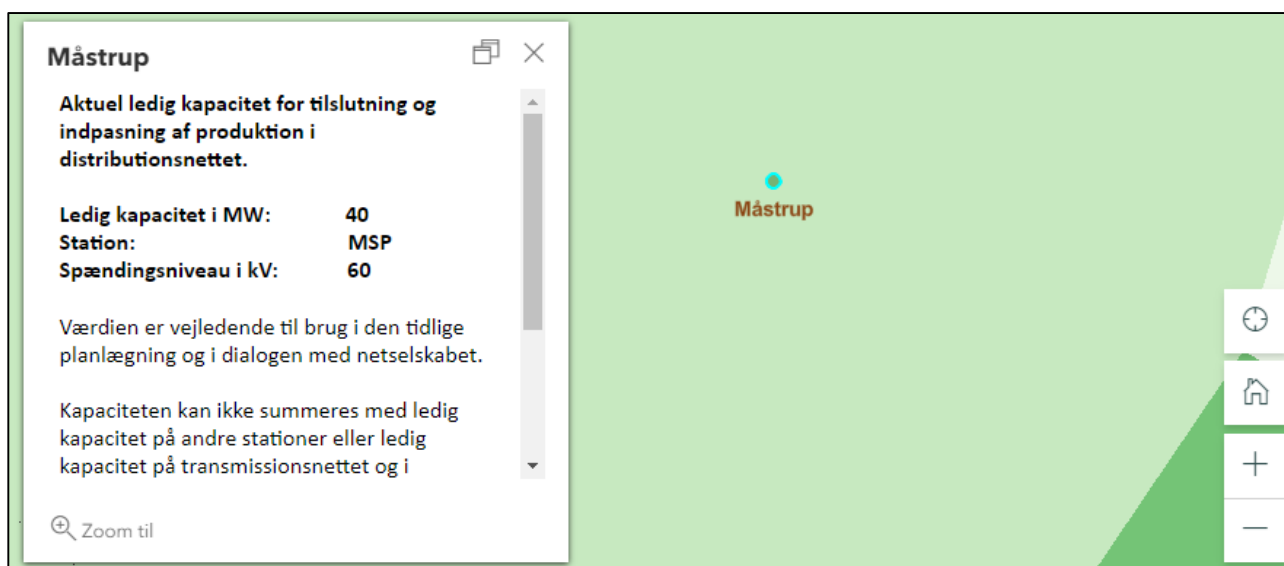 Måstrup
Aktuel ledig kapacitet for tilslutning og
indpasning af produktion i
distributionsnettet.
Ledig kapacitet i MW: 40
Station: MSP
Spændingsniveau i kV: 60
Værdien er vejledende til brug i den tidlige
planlægning og i dialogen med netselskabet.
Kapaciteten kan ikke summeres med ledig
kapacitet på andre stationer eller ledig
kapacitet på transmissionsnettet og i
Zoom til
Måstrup